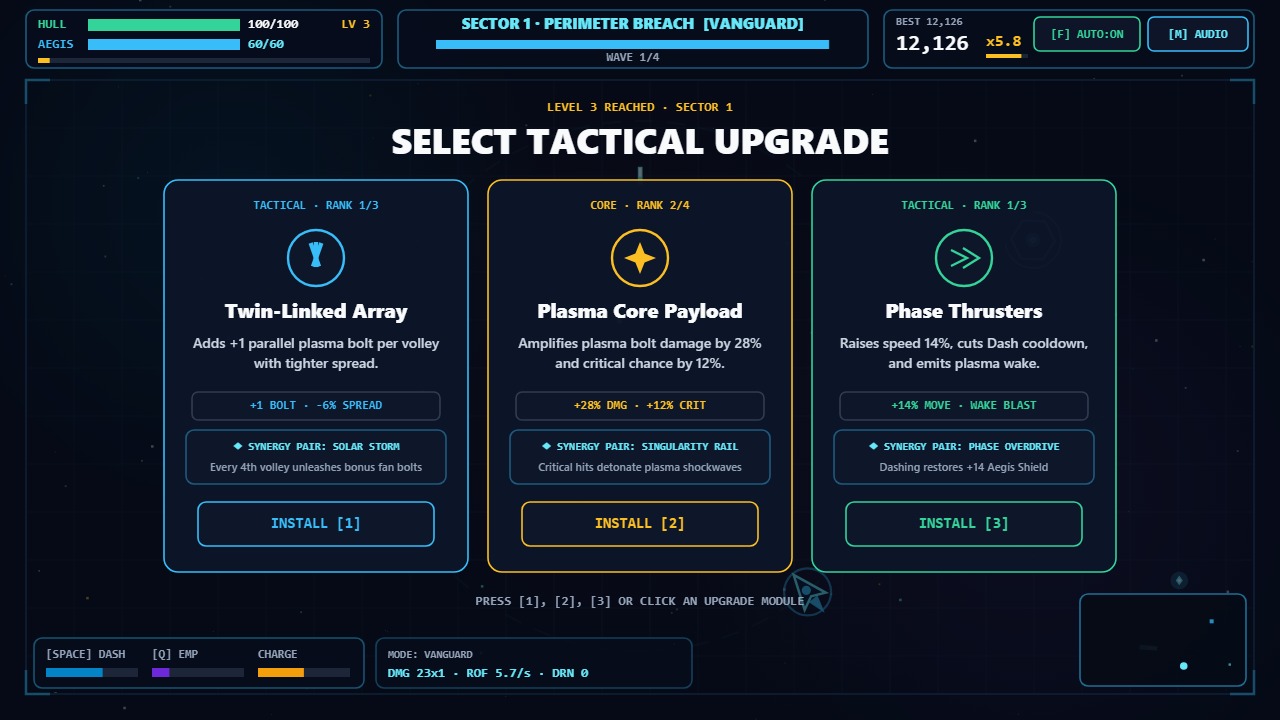 HULL 100/100 LV 3
AEGIS 60/60
SECTOR 1 · PERIMETER BREACH [VANGUARD]
WAVE 1/4
BEST 12,126
12,126 x5.8
[F] AUTO:ON
[M] AUDIO
LEVEL 3 REACHED · SECTOR 1
SELECT TACTICAL UPGRADE
TACTICAL · RANK 1/3
Twin-Linked Array
Adds +1 parallel plasma bolt per volley
with tighter spread.
+1 BOLT · -6% SPREAD
◆ SYNERGY PAIR: SOLAR STORM
Every 4th volley unleashes bonus fan bolts
INSTALL [1]
CORE · RANK 2/4
Plasma Core Payload
Amplifies plasma bolt damage by 28%
and critical chance by 12%.
+28% DMG · +12% CRIT
◆ SYNERGY PAIR: SINGULARITY RAIL
Critical hits detonate plasma shockwaves
INSTALL [2]
TACTICAL · RANK 1/3
Phase Thrusters
Raises speed 14%, cuts Dash cooldown,
and emits plasma wake.
+14% MOVE · WAKE BLAST
◆ SYNERGY PAIR: PHASE OVERDRIVE
Dashing restores +14 Aegis Shield
INSTALL [3]
PRESS [1], [2], [3] OR CLICK AN UPGRADE MODULE
[SPACE] DASH [Q] EMP CHARGE
MODE: VANGUARD
DMG 23x1 · ROF 5.7/s · DRN 0